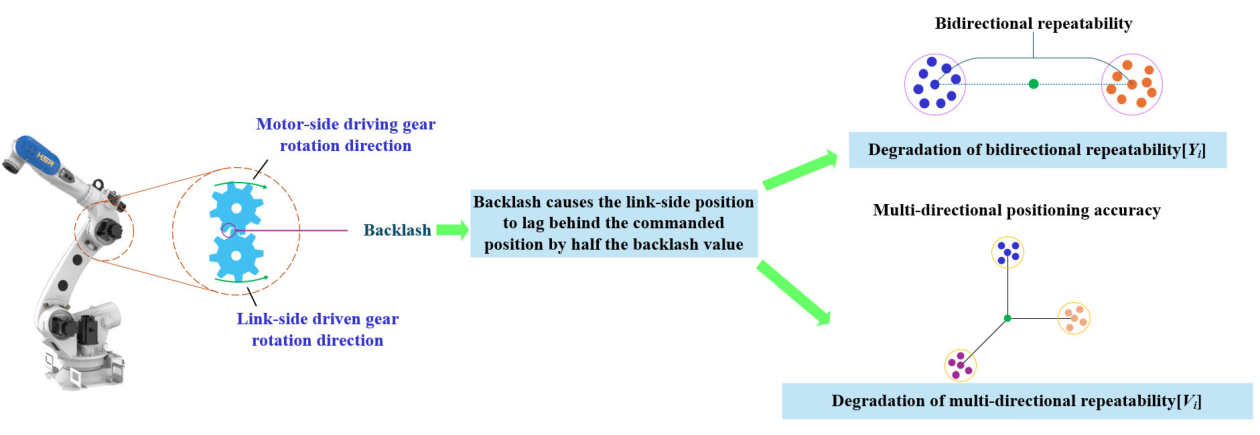 Bidirectional repeatability
Motor-side driving gear
rotation direction
HSR
Degradation of bidirectional repeatability[Yi]
Backlash
Backlash causes the link-side position
to lag behind the commanded
position by half the backlash value
Multi-directional positioning accuracy
Link-side driven gear
rotation direction
Degradation of multi-directional repeatability[Vi]